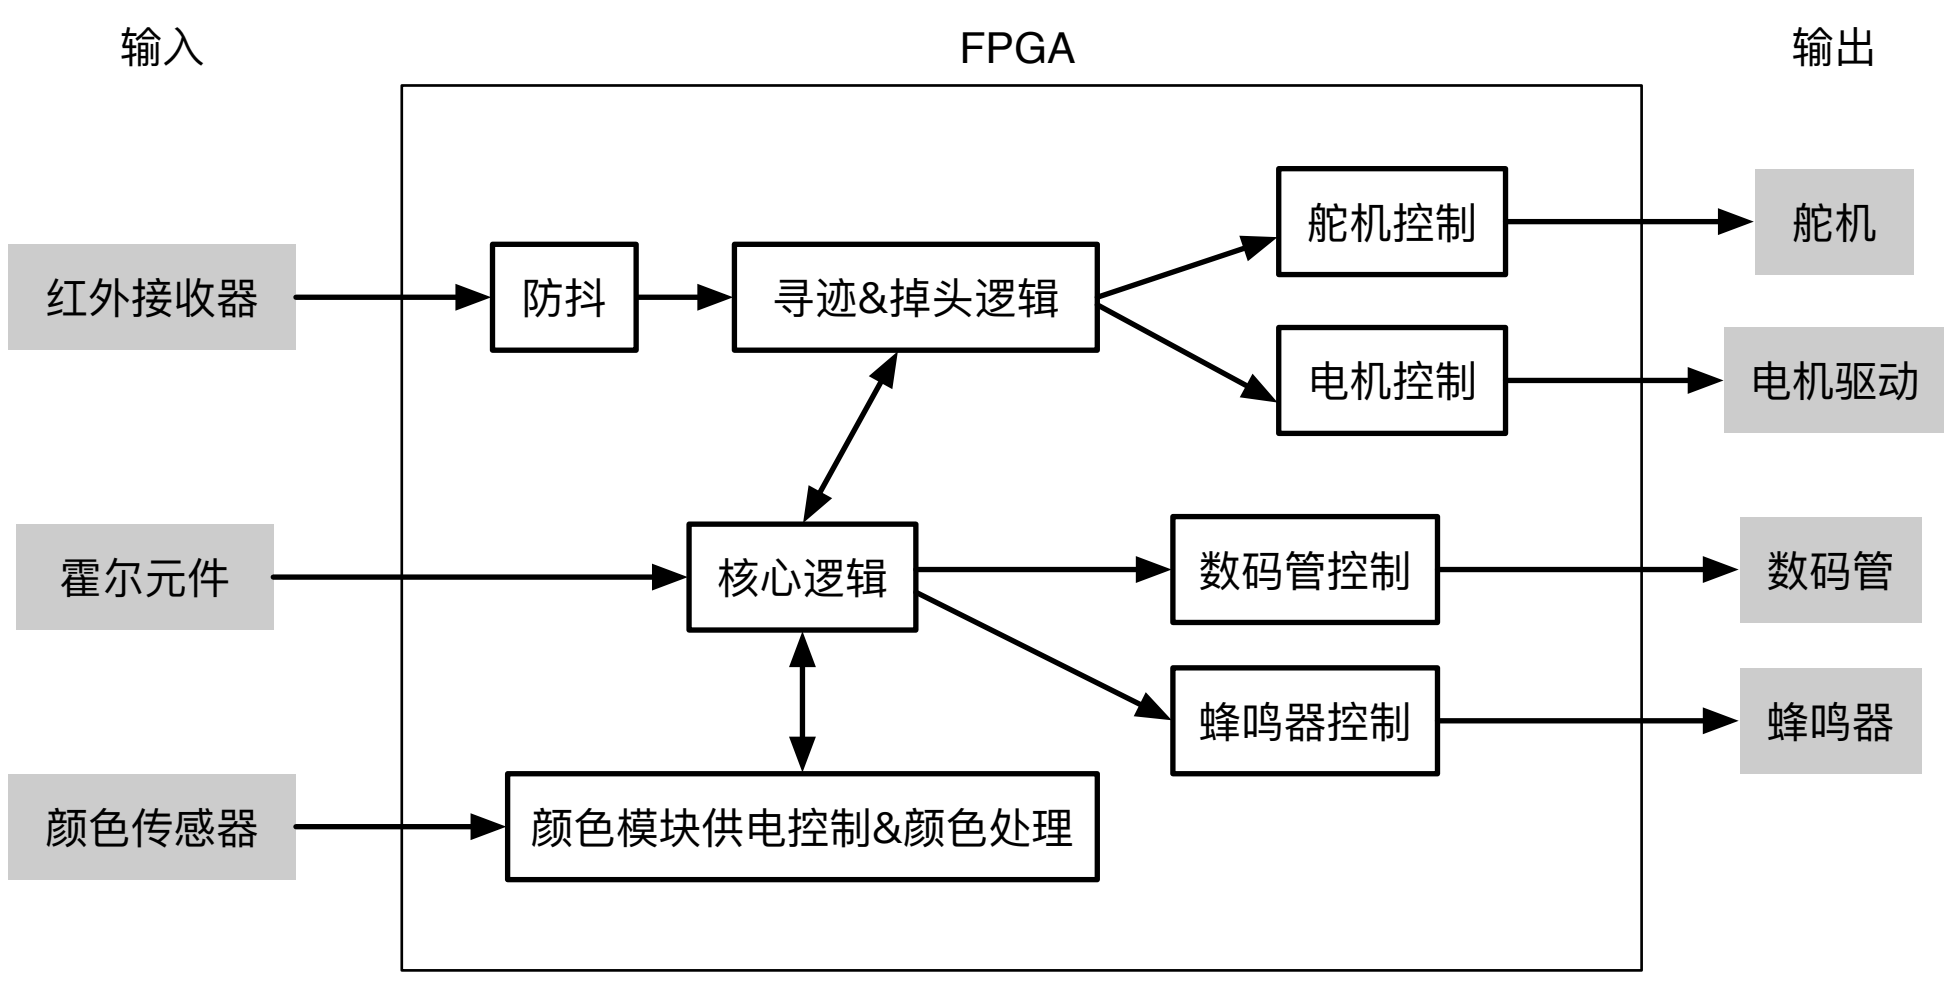 输入
FPGA
输出
舵机控制
舵机
红外接收器
防抖
寻迹&掉头逻辑
电机控制
电机驱动
霍尔元件
核心逻辑
数码管控制
数码管
蜂鸣器控制
蜂鸣器
颜色传感器
颜色模块供电控制&颜色处理